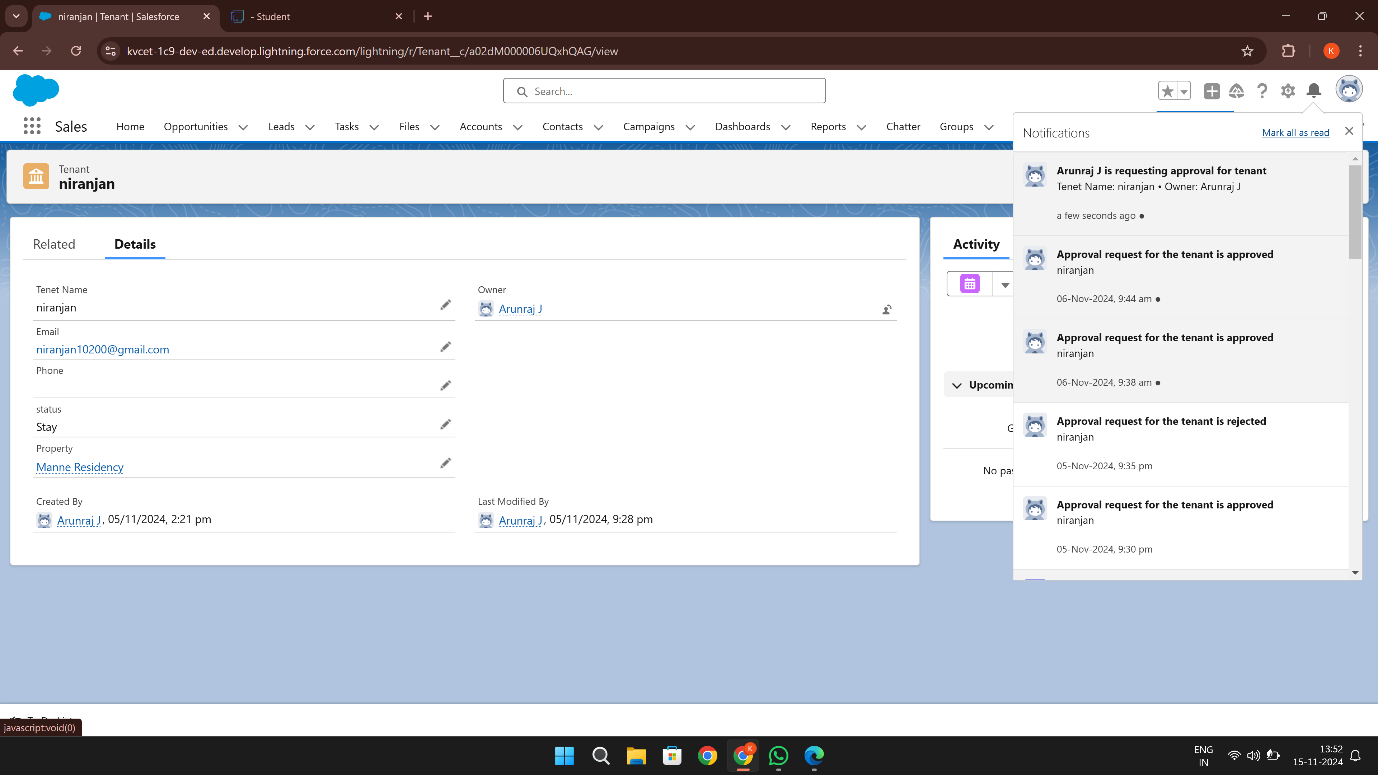 niranjan | Tenant | Salesforce
- Student
kvcet-1c9-dev-ed.develop.lightning.force.com/lightning/r/Tenant__c/a02dM000006UQxhQAG/view
K
Search...
Sales
Home
Opportunities
Leads
Tasks
Files
Accounts
Contacts
Campaigns
Dashboards
Reports
Chatter
Groups
Tenant
niranjan
Related
Details
Tenet Name
niranjan
Owner
Arunraj J
Email
niranjan10200@gmail.com
Phone
status
Stay
Property
Manne Residency
Created By
Arunraj J, 05/11/2024, 2:21 pm
Last Modified By
Arunraj J, 05/11/2024, 9:28 pm
Activity
Upcomin
G
No pas
Notifications
Mark all as read
Arunraj J is requesting approval for tenant
Tenet Name: niranjan • Owner: Arunraj J
a few seconds ago •
Approval request for the tenant is approved
niranjan
06-Nov-2024, 9:44 am •
Approval request for the tenant is approved
niranjan
06-Nov-2024, 9:38 am •
Approval request for the tenant is rejected
niranjan
05-Nov-2024, 9:35 pm
Approval request for the tenant is approved
niranjan
05-Nov-2024, 9:30 pm
javascript:void(0)
K
ENG
IN
13:52
15-11-2024